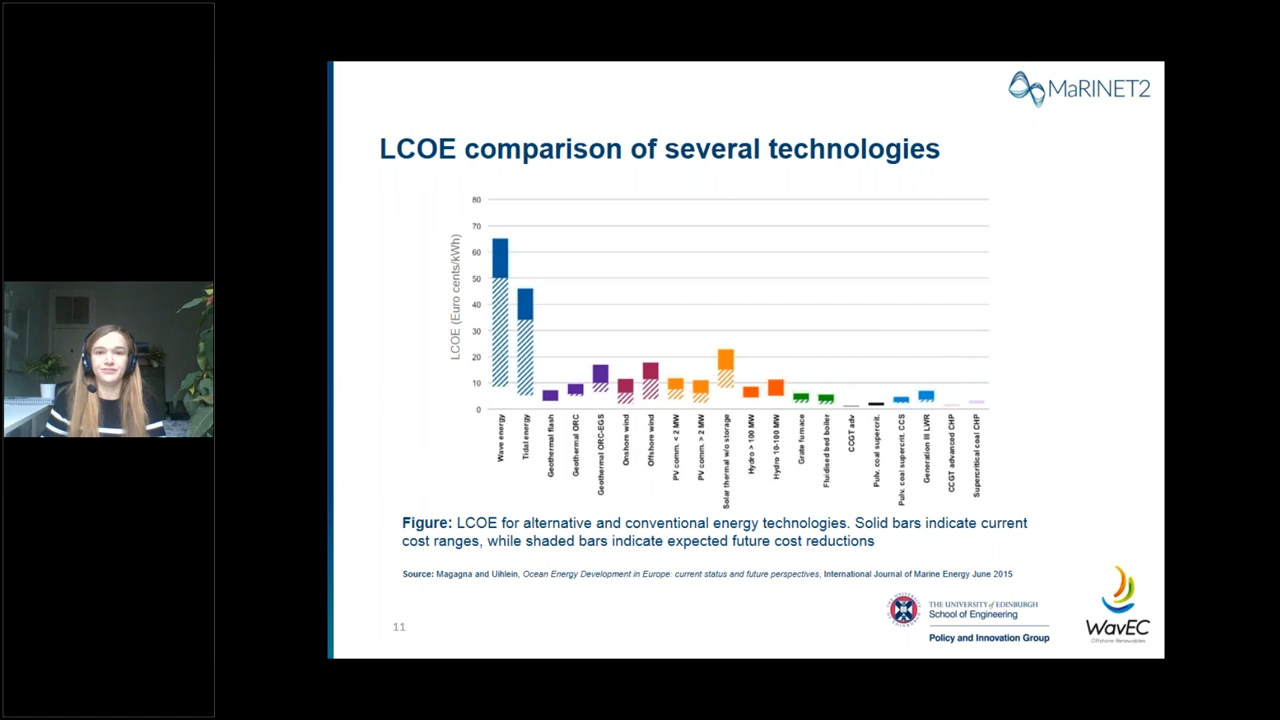 MaRINET2
LCOE comparison of several technologies
80
70
60
50
40
30
20
10
0
LCOE (Euro cents/kWh)
Wave energy
Tidal energy
Geothermal flash
Geothermal ORC
Geothermal ORC-EGS
Onshore wind
Offshore wind
PV comm. < 2 MW
PV comm. > 2 MW
Solar thermal w/o storage
Hydro > 100 MW
Hydro 10-100 MW
Grate furnace
Fluidised bed boiler
CCGT adv
Pulv. coal supercrit.
Pulv. coal supercrit. CCS
Generation III LWR
CCGT advanced CHP
Supercritical coal CHP
Figure: LCOE for alternative and conventional energy technologies. Solid bars indicate current
cost ranges, while shaded bars indicate expected future cost reductions
Source: Magagna and Uihlein, Ocean Energy Development in Europe: current status and future perspectives, International Journal of Marine Energy June 2015
11
THE UNIVERSITY of EDINBURGH
School of Engineering
Policy and Innovation Group
WavEC
Offshore Renewables